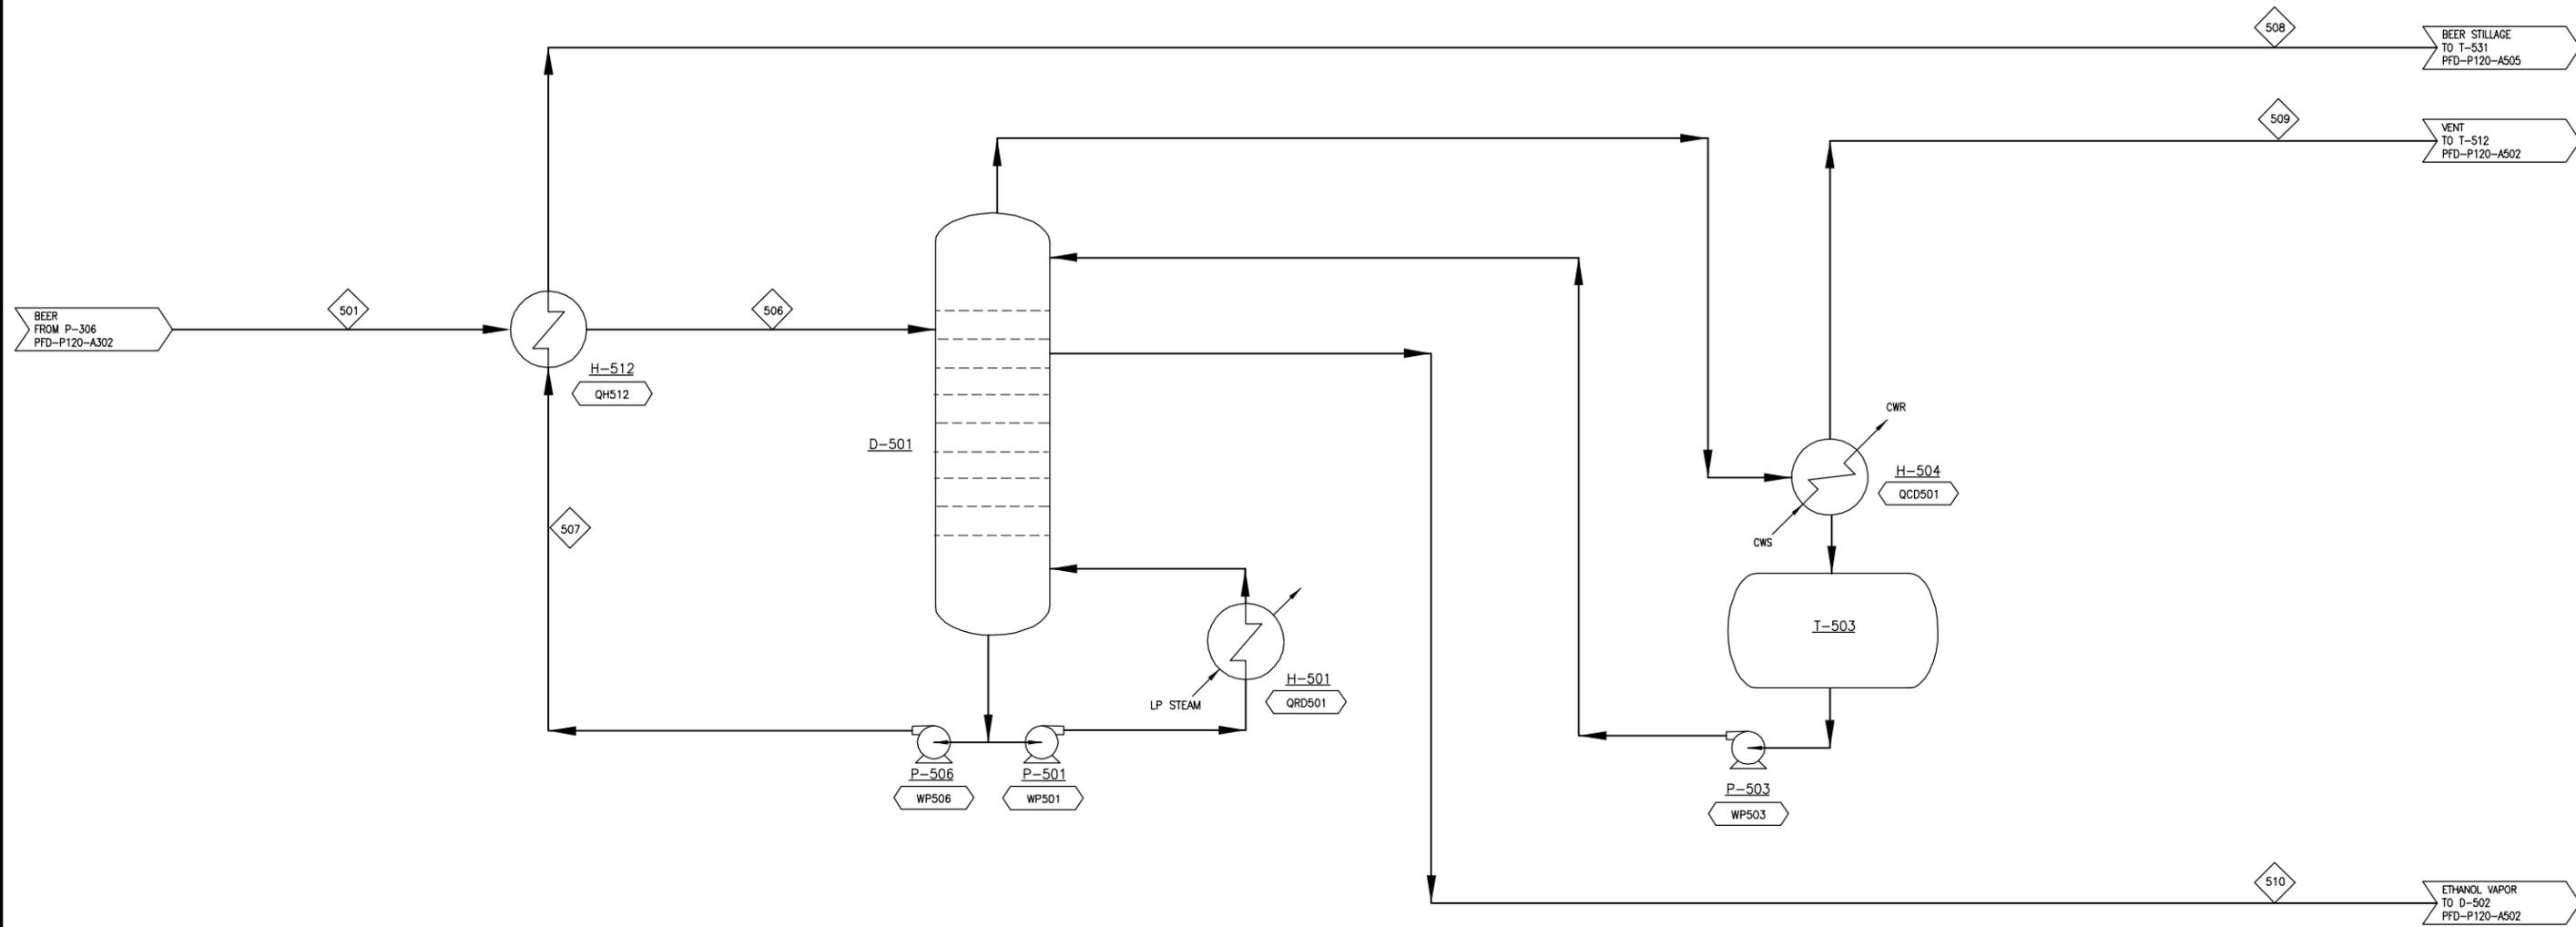 508
BEER STILLAGE
TO T-531
PFD-P120-A505
509
VENT
TO T-512
PFD-P120-A502
BEER
FROM P-306
PFD-P120-A302
501
506
H-512
QH512
D-501
507
CWR
H-504
QCD501
CWS
T-503
LP STEAM
H-501
QRD501
P-506
WP506
P-501
WP501
P-503
WP503
510
ETHANOL VAPOR
TO D-502
PFD-P120-A502